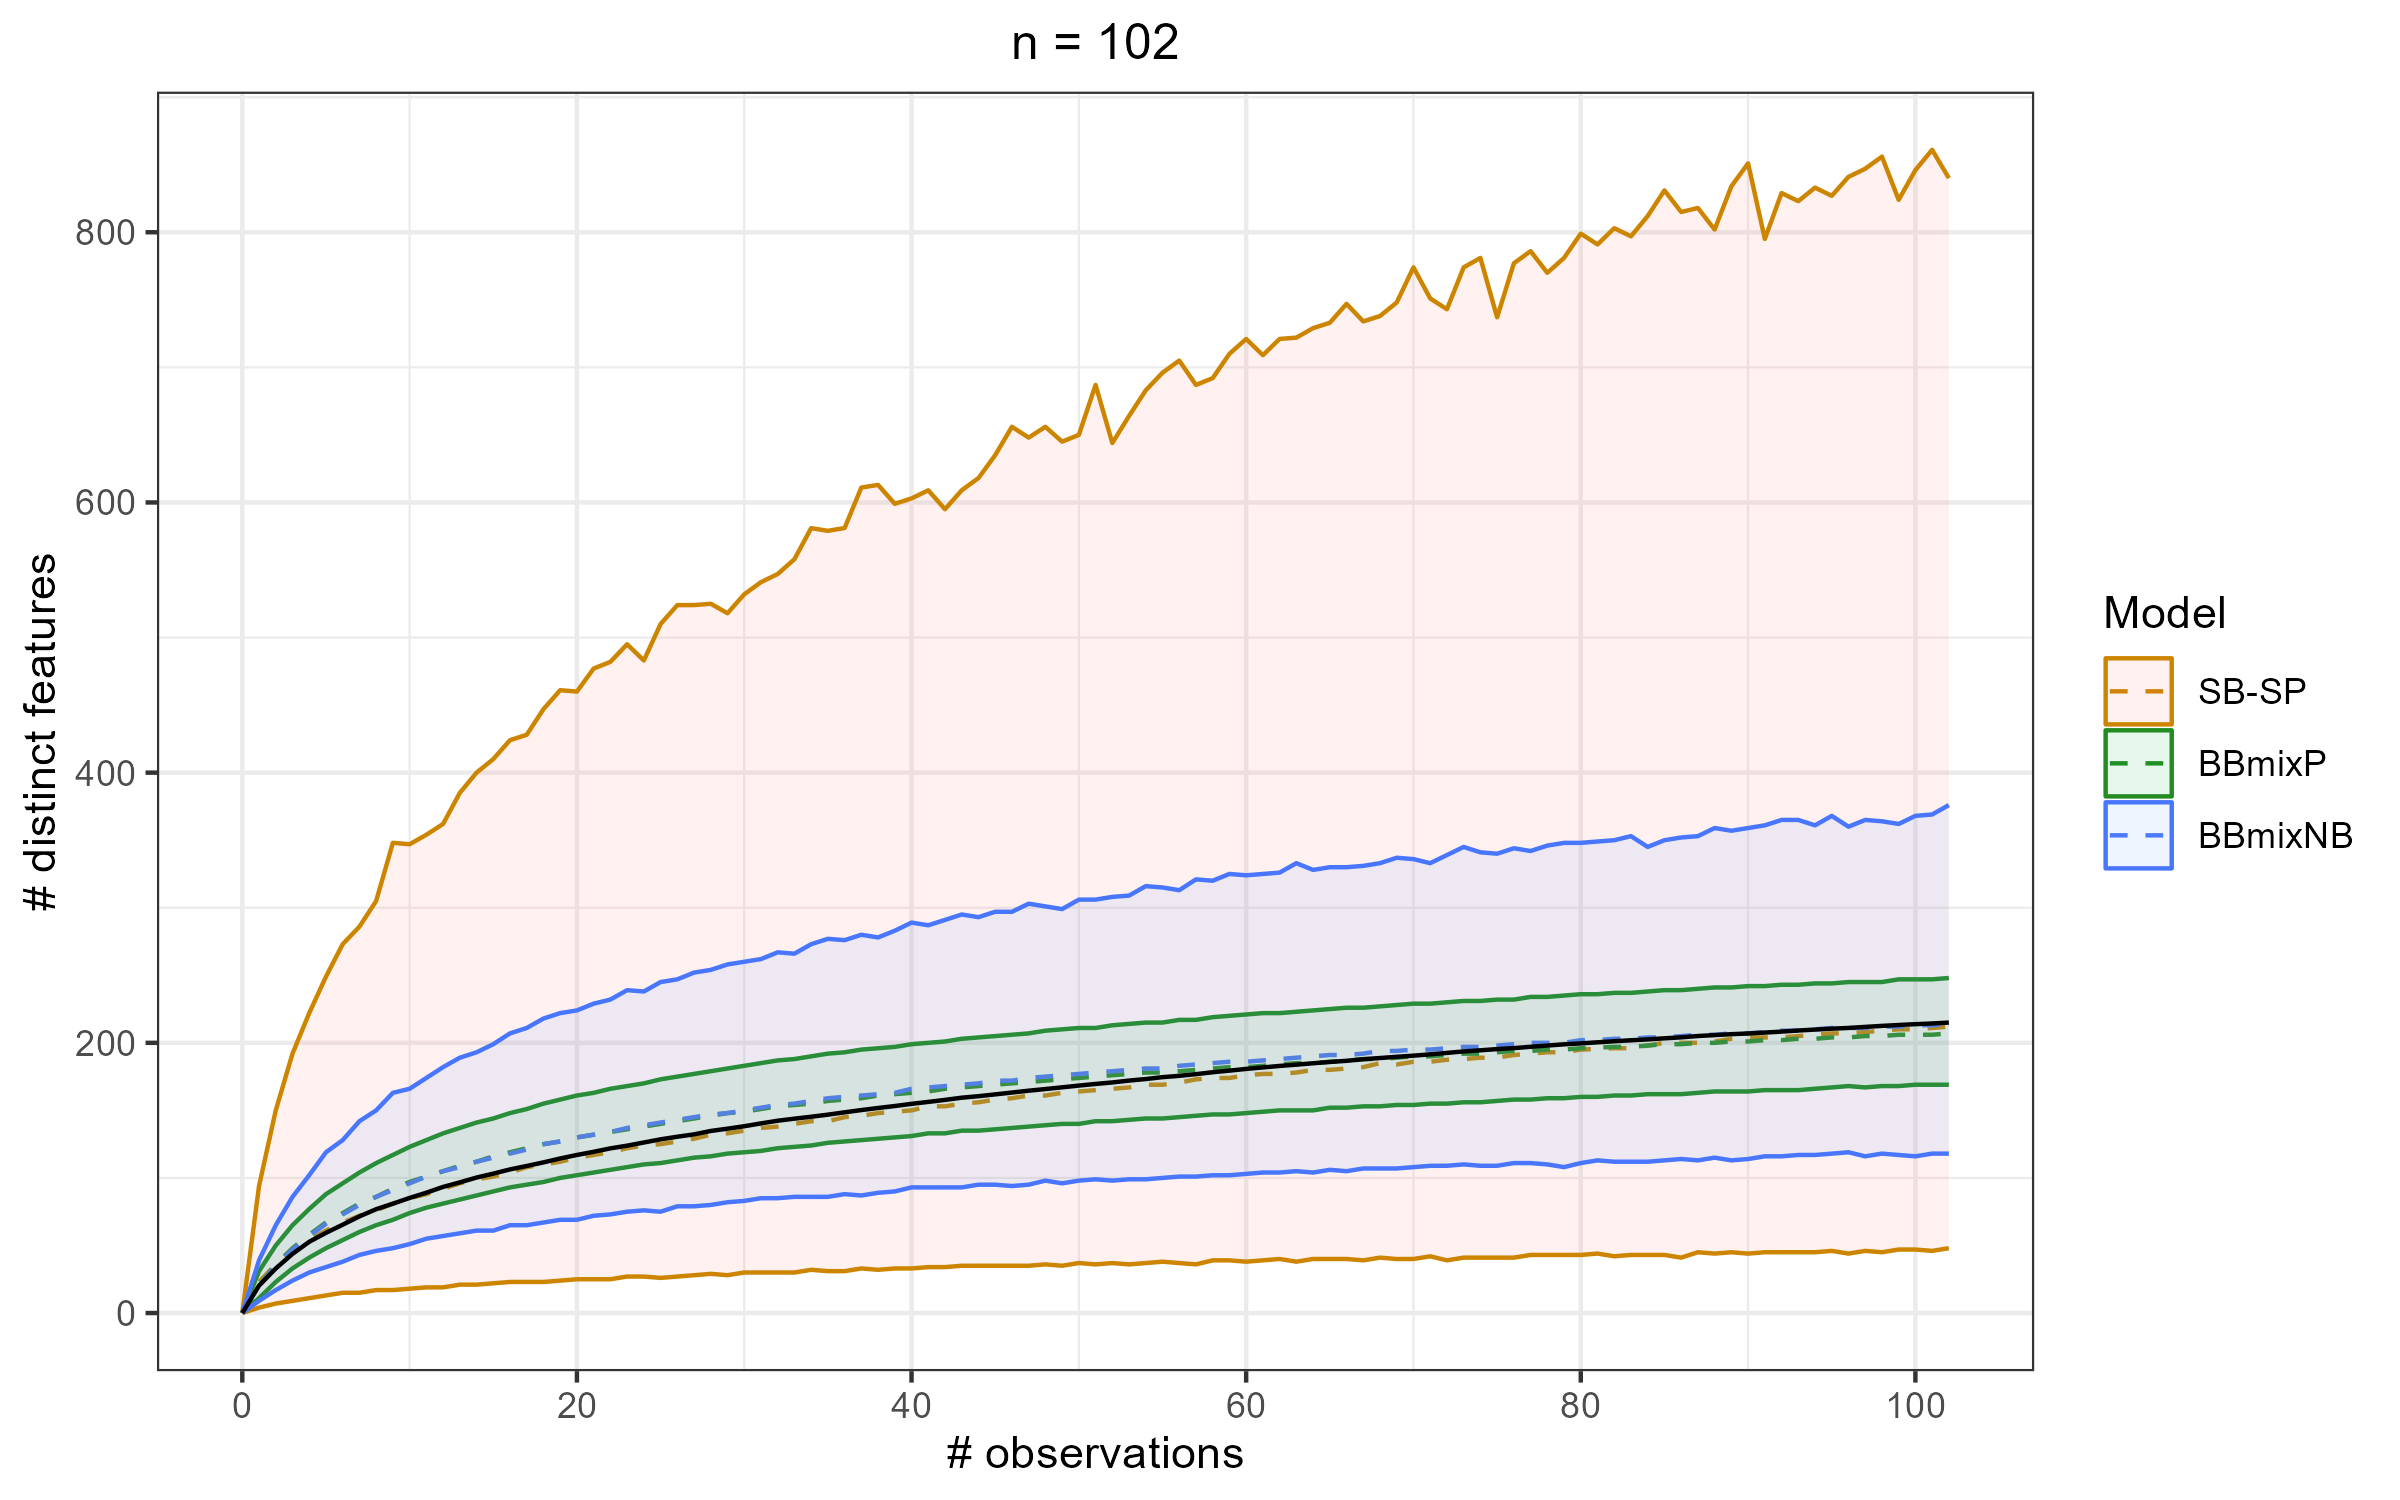 n = 102
# distinct features
800
600
400
200
0
0 20 40 60 80 100
# observations
Model
SB-SP
BBmixP
BBmixNB